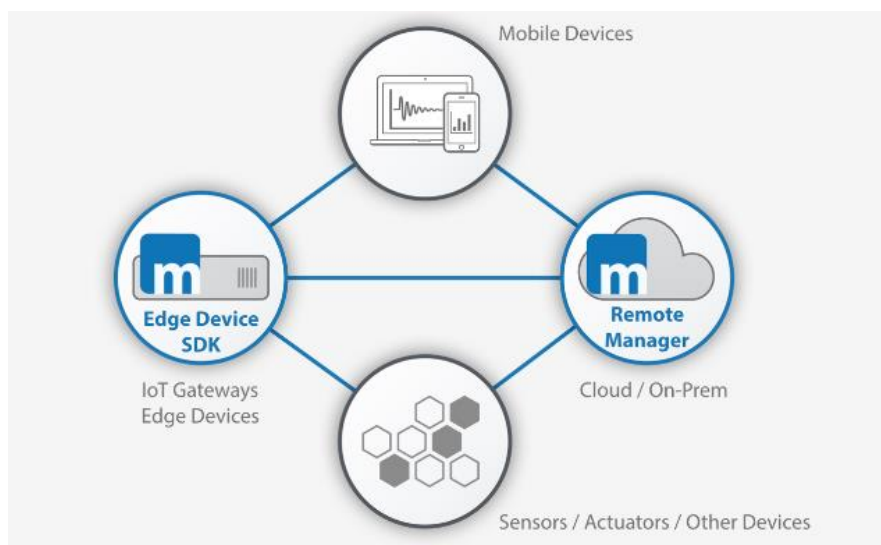 Mobile Devices
m
Edge Device
SDK
IoT Gateways
Edge Devices
m
Remote
Manager
Cloud / On-Prem
Sensors / Actuators / Other Devices